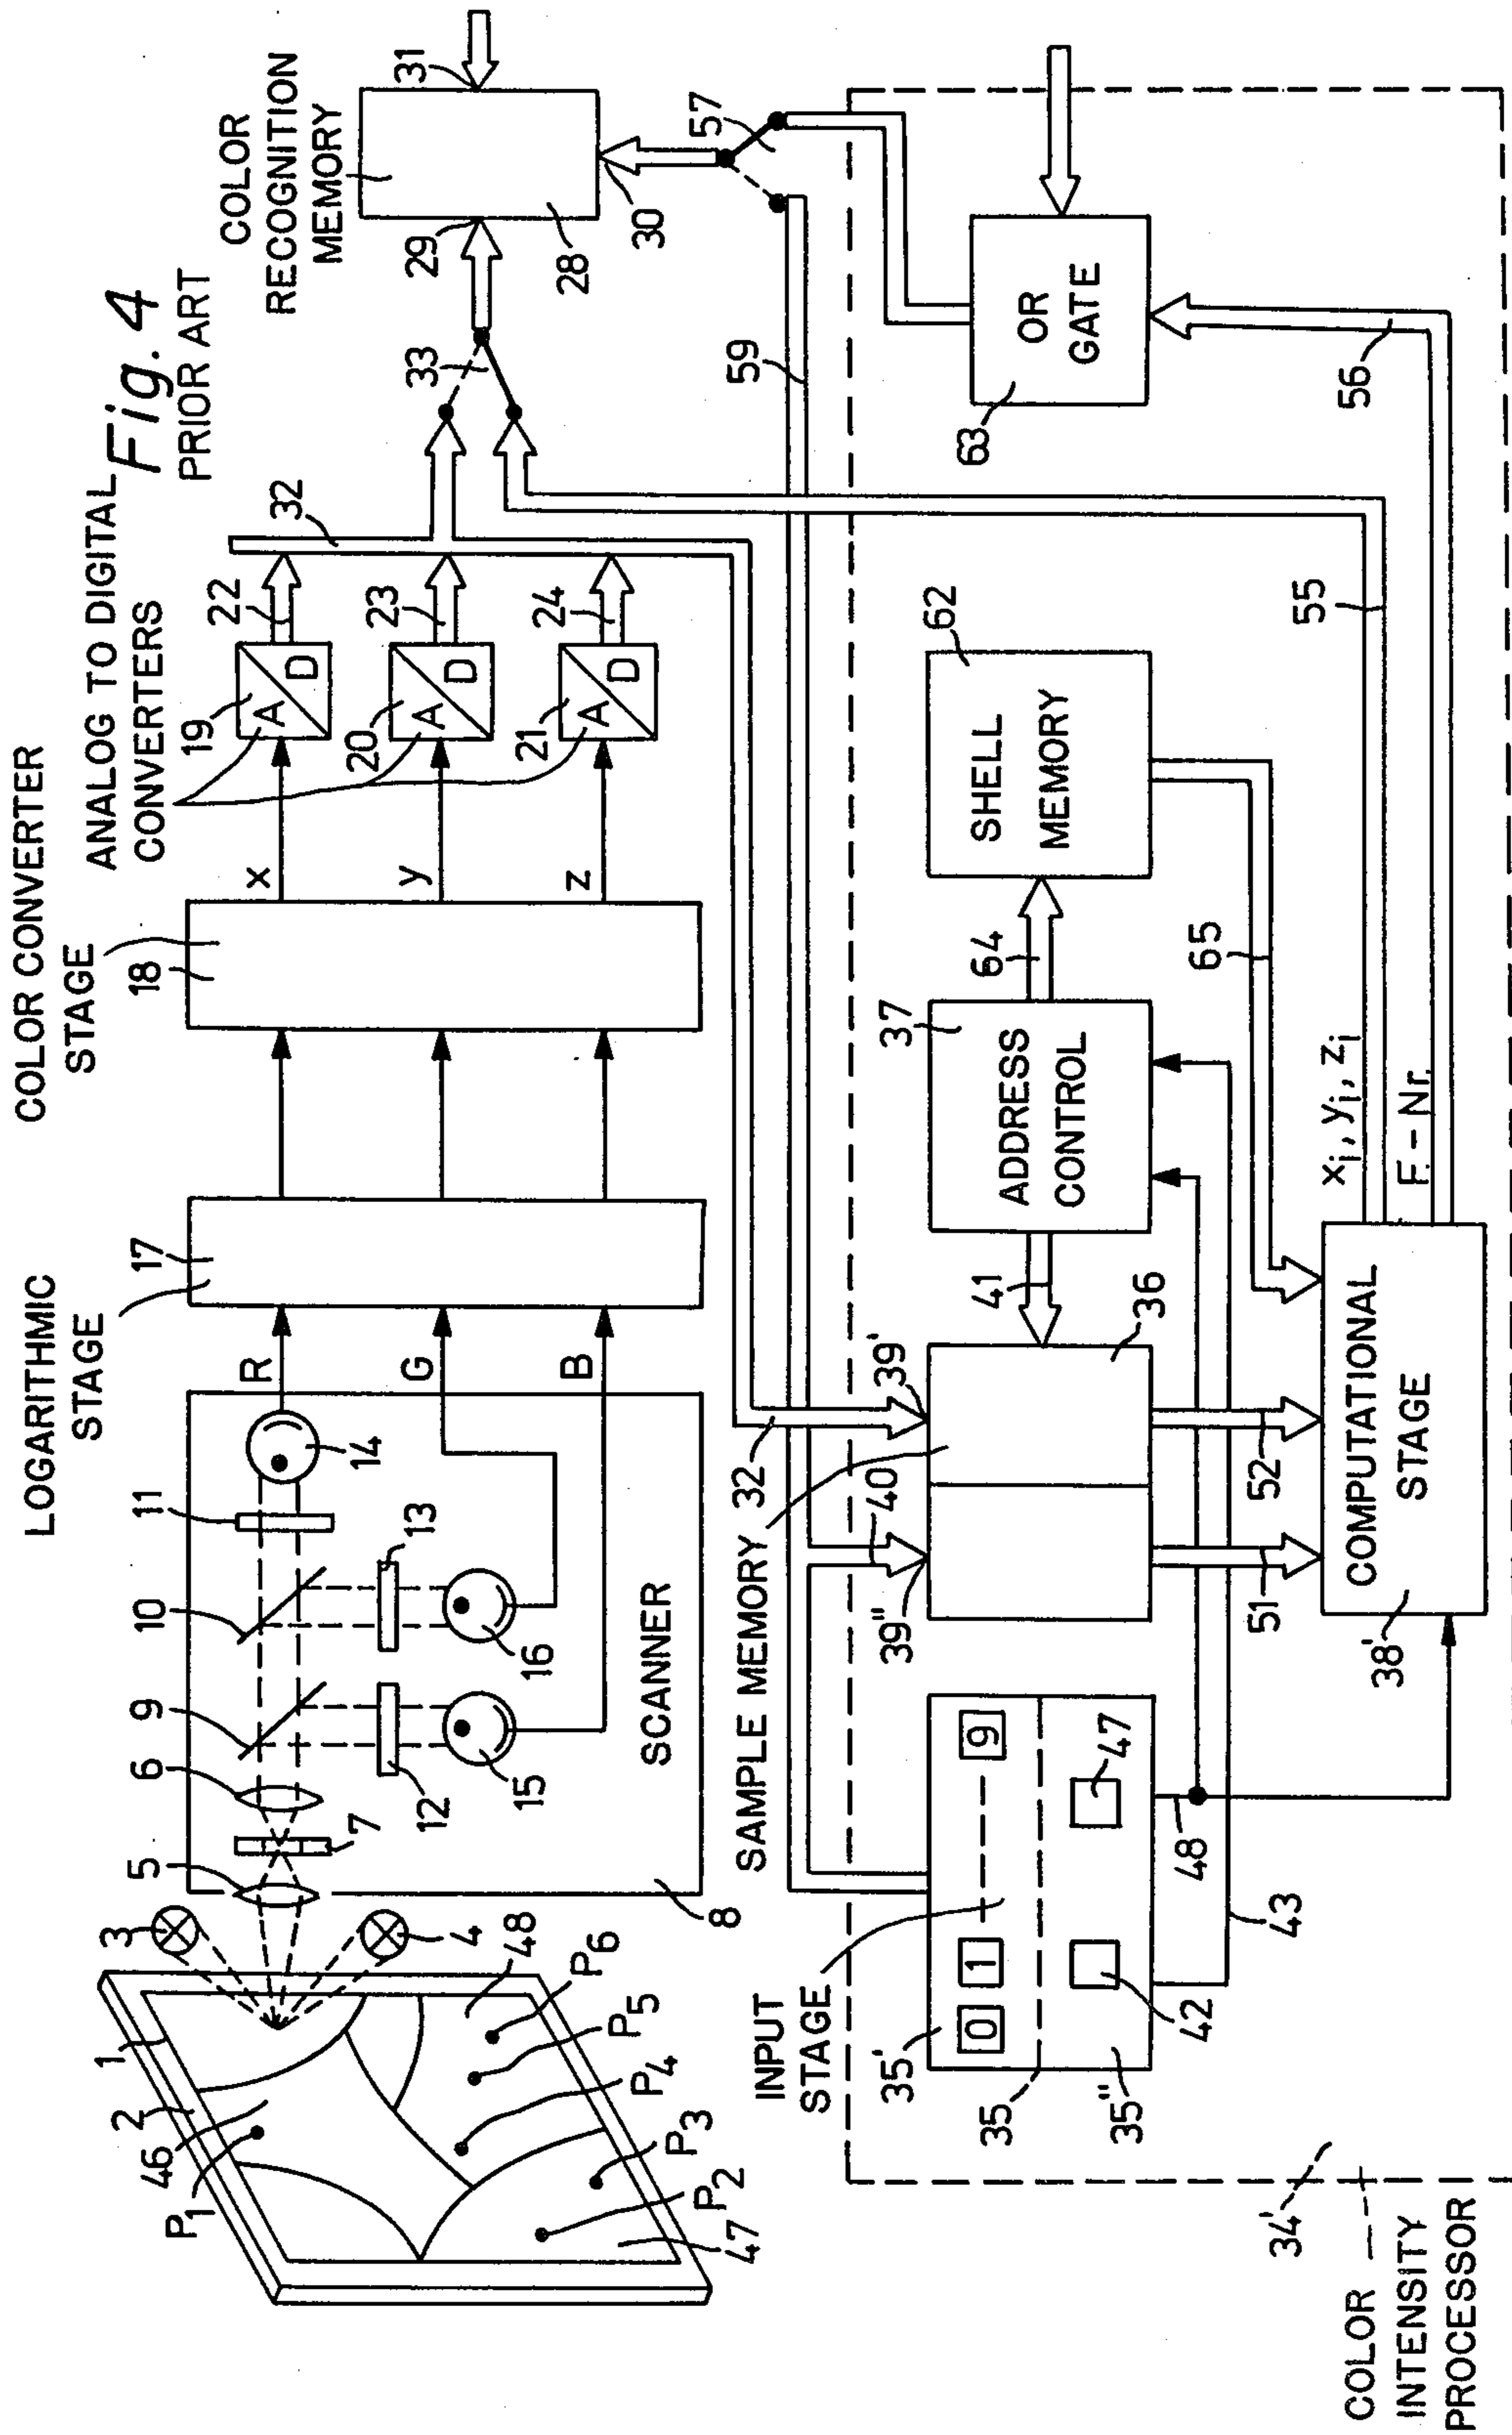 Fig. 4
PRIOR ART
LOGARITHMIC
STAGE
COLOR CONVERTER
STAGE
ANALOG TO DIGITAL
CONVERTERS
COLOR
RECOGNITION
MEMORY
1
2
46
P1
3
4
5
6
7
9
10
11
12
13
14
15
16
8
SCANNER
R
G
B
17
18
x
y
z
19
20
21
A
D
A
D
A
D
22
23
24
32
33
29
28
30
31
57
59
48
P6
P5
P4
P3
P2
47
SAMPLE MEMORY
32
40
39'
39"
41
36
37
ADDRESS
CONTROL
64
62
SHELL
MEMORY
65
55
63
OR
GATE
56
INPUT
STAGE
35'
35
35"
0
1
9
42
47
48
43
51
52
COMPUTATIONAL
STAGE
38'
xi, yi, zi
F.-Nr.
34'
COLOR
INTENSITY
PROCESSOR